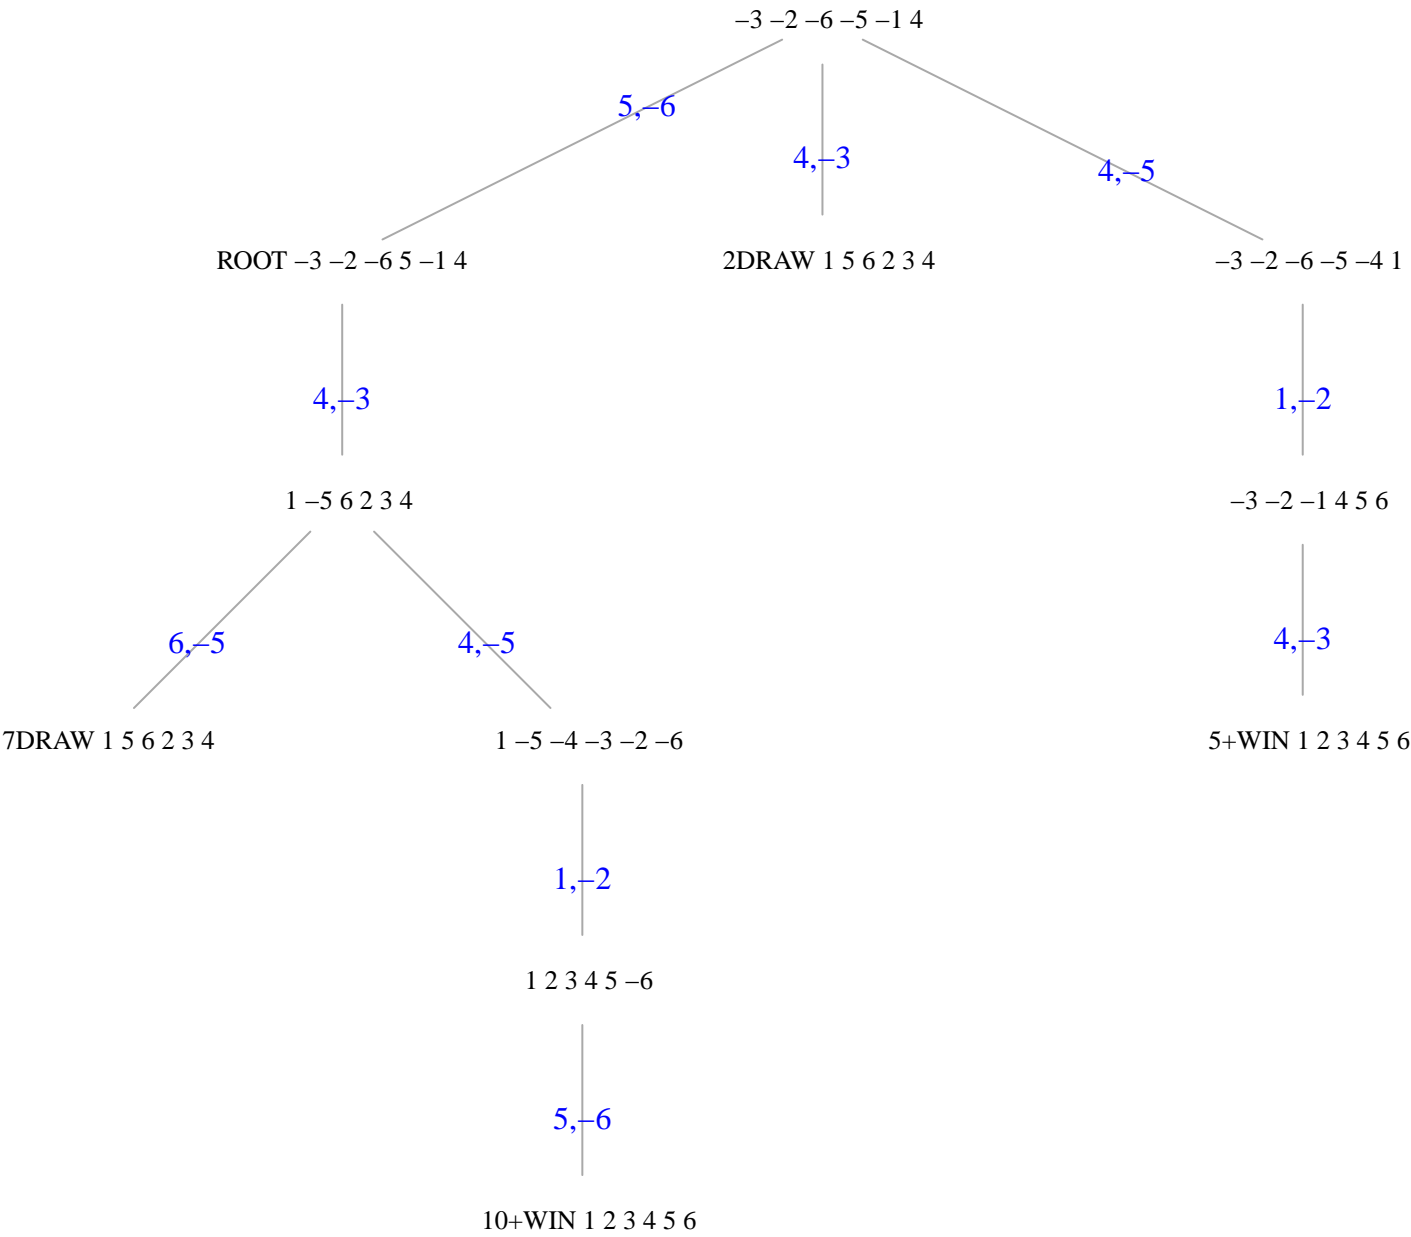 –3 –2 –6 –5 –1 4
5,–6
4,–3
4,–5
ROOT –3 –2 –6 5 –1 4
2DRAW 1 5 6 2 3 4
–3 –2 –6 –5 –4 1
4,–3
1,–2
1 –5 6 2 3 4
–3 –2 –1 4 5 6
6,–5
4,–5
4,–3
7DRAW 1 5 6 2 3 4
1 –5 –4 –3 –2 –6
5+WIN 1 2 3 4 5 6
1,–2
1 2 3 4 5 –6
5,–6
10+WIN 1 2 3 4 5 6